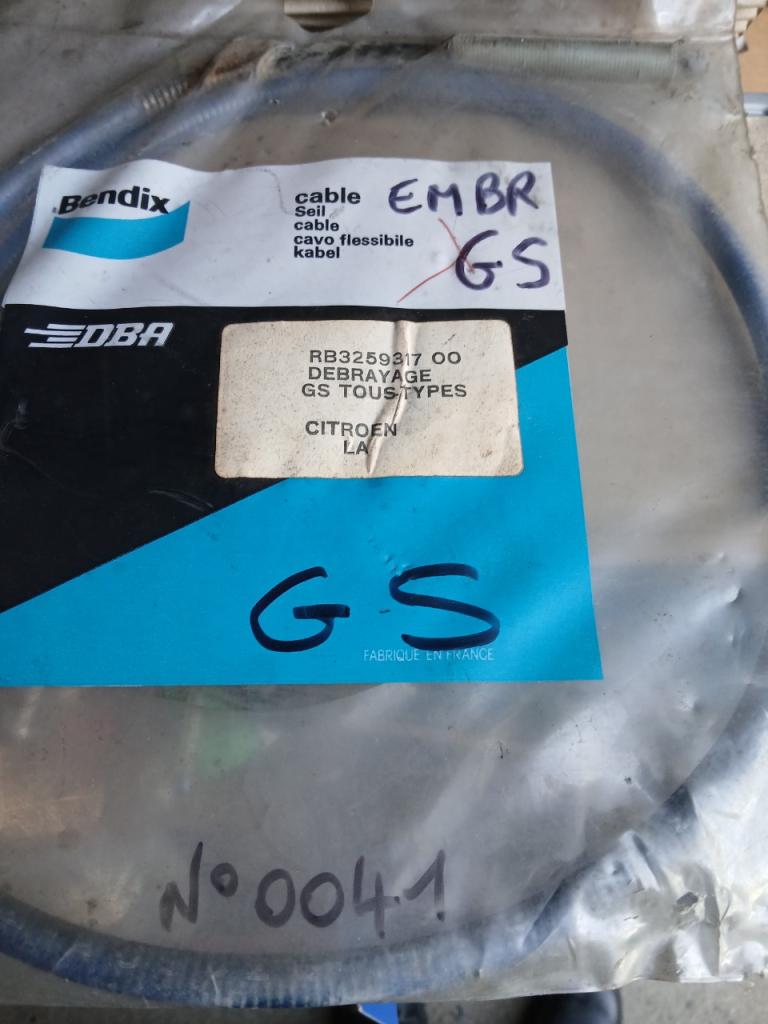 Bendix
cable EMBR
Seil
cable
cavo flessibile
kabel
GS
DBA
RB3259317 00
DEBRAYAGE
GS TOUS TYPES
CITROEN
LA
GS
FABRIQUE EN FRANCE
N° 0041